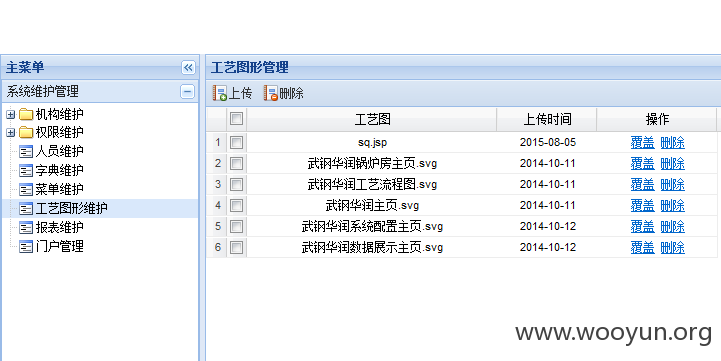 主菜单
系统维护管理
机构维护
权限维护
人员维护
字典维护
菜单维护
工艺图形维护
报表维护
门户管理
工艺图形管理
上传 删除
工艺图 上传时间 操作
1 sq.jsp 2015-08-05 覆盖 删除
2 武钢华润锅炉房主页.svg 2014-10-11 覆盖 删除
3 武钢华润工艺流程图.svg 2014-10-11 覆盖 删除
4 武钢华润主页.svg 2014-10-11 覆盖 删除
5 武钢华润系统配置主页.svg 2014-10-12 覆盖 删除
6 武钢华润数据展示主页.svg 2014-10-12 覆盖 删除
www.wooyun.org